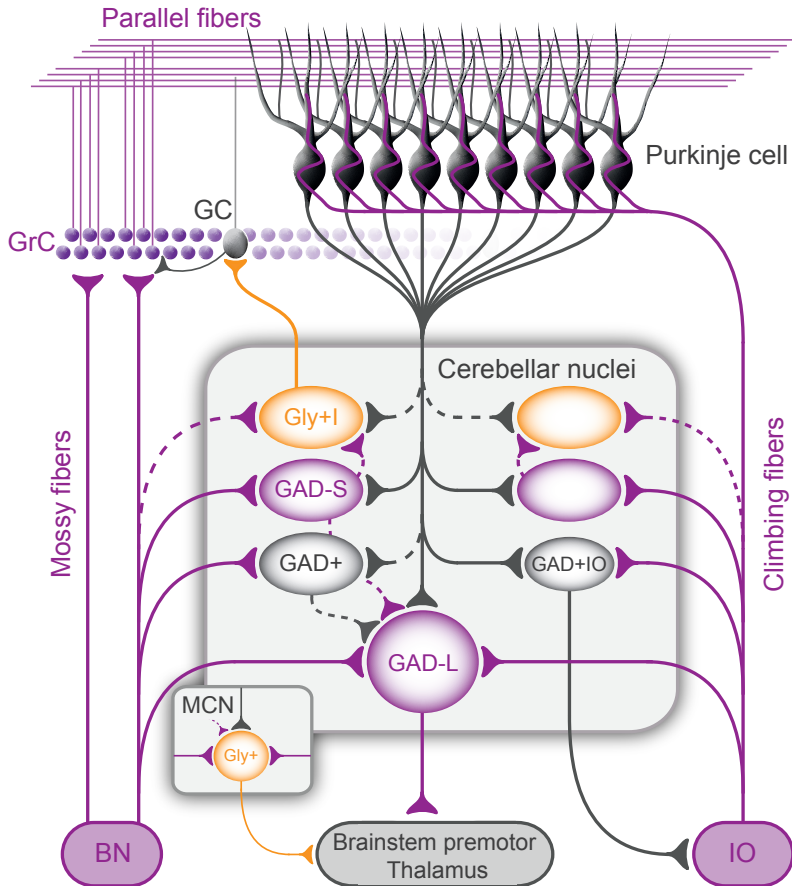 Parallel fibers
Purkinje cell
GC
GrC
Cerebellar nuclei
Gly+I
GAD-S
GAD+
GAD+IO
GAD-L
Mossy fibers
Climbing fibers
MCN
Gly+
BN
Brainstem premotor
Thalamus
IO